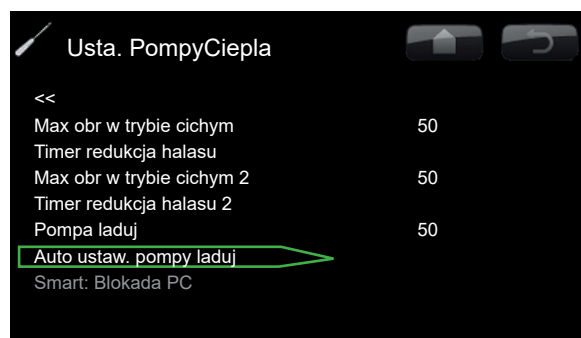 Usta. PompyCiepla
<<
Max obr w trybie cichym 50
Timer redukcja halasu
Max obr w trybie cichym 2 50
Timer redukcja halasu 2
Pompa laduj 50
Auto ustaw. pompy laduj
Smart: Blokada PC